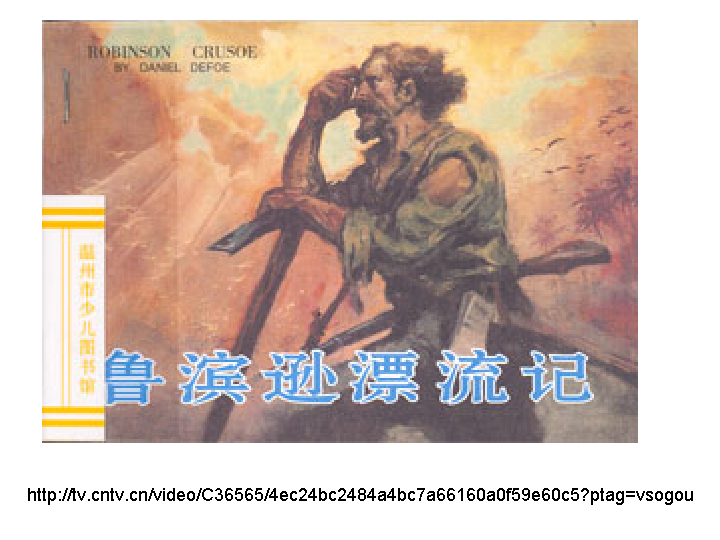 ROBINSON CRUSOE
BY DANIEL DEFOE
温州市少儿图书馆
鲁滨逊漂流记
http://tv.cntv.cn/video/C36565/4ec24bc2484a4bc7a66160a0f59e60c5?ptag=vsogou